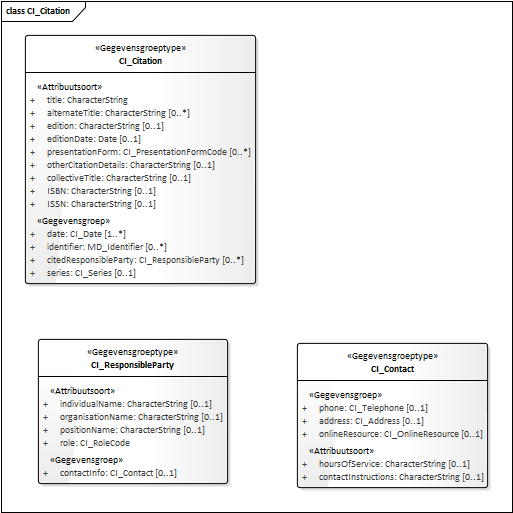 class CI_Citation
«Gegevensgroeptype»
CI_Citation
«Attribuutsoort»
+ title: CharacterString
+ alternateTitle: CharacterString [0..*]
+ edition: CharacterString [0..1]
+ editionDate: Date [0..1]
+ presentationForm: CI_PresentationFormCode [0..*]
+ otherCitationDetails: CharacterString [0..1]
+ collectiveTitle: CharacterString [0..1]
+ ISBN: CharacterString [0..1]
+ ISSN: CharacterString [0..1]
«Gegevensgroep»
+ date: CI_Date [1..*]
+ identifier: MD_Identifier [0..*]
+ citedResponsibleParty: CI_ResponsibleParty [0..*]
+ series: CI_Series [0..1]
«Gegevensgroeptype»
CI_ResponsibleParty
«Attribuutsoort»
+ individualName: CharacterString [0..1]
+ organisationName: CharacterString [0..1]
+ positionName: CharacterString [0..1]
+ role: CI_RoleCode
«Gegevensgroep»
+ contactInfo: CI_Contact [0..1]
«Gegevensgroeptype»
CI_Contact
«Gegevensgroep»
+ phone: CI_Telephone [0..1]
+ address: CI_Address [0..1]
+ onlineResource: CI_OnlineResource [0..1]
«Attribuutsoort»
+ hoursOfService: CharacterString [0..1]
+ contactInstructions: CharacterString [0..1]